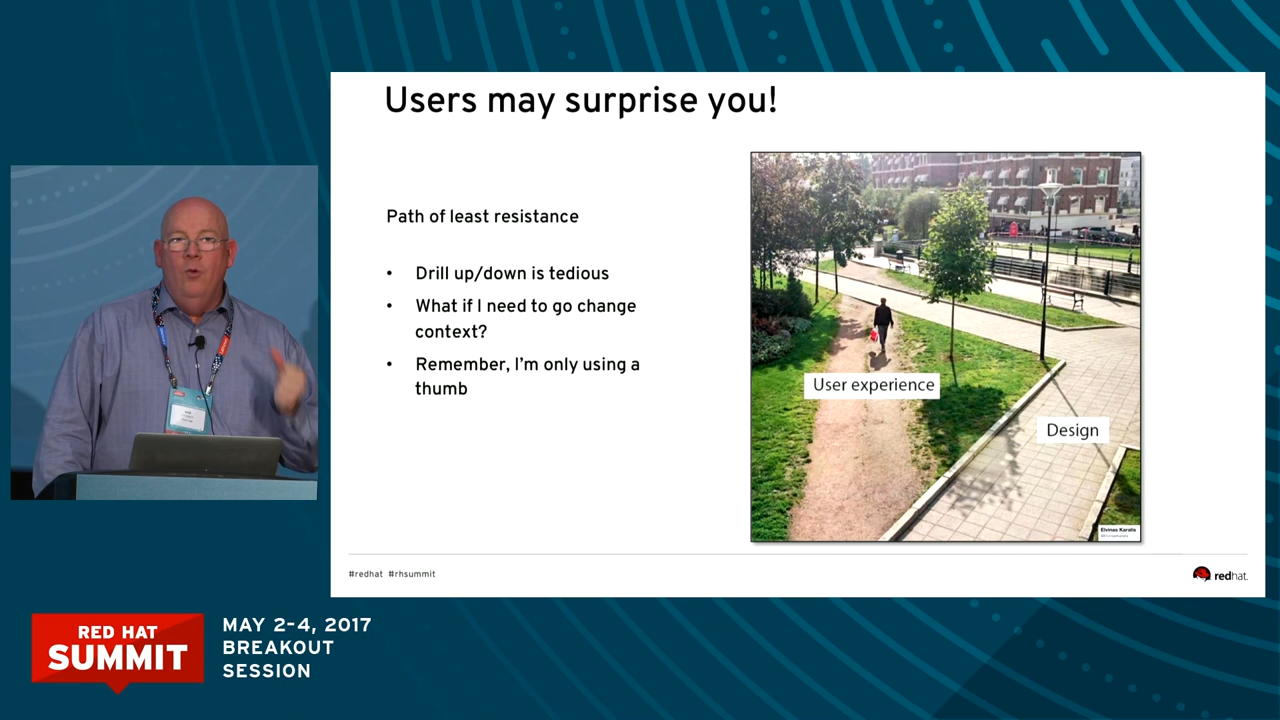 Users may surprise you!
Path of least resistance
• Drill up/down is tedious
• What if I need to go change
context?
• Remember, I'm only using a
thumb
User experience
Design
Elvinas Karalis
#redhat #rhsummit
redhat.
RED HAT
SUMMIT
MAY 2-4, 2017
BREAKOUT
SESSION